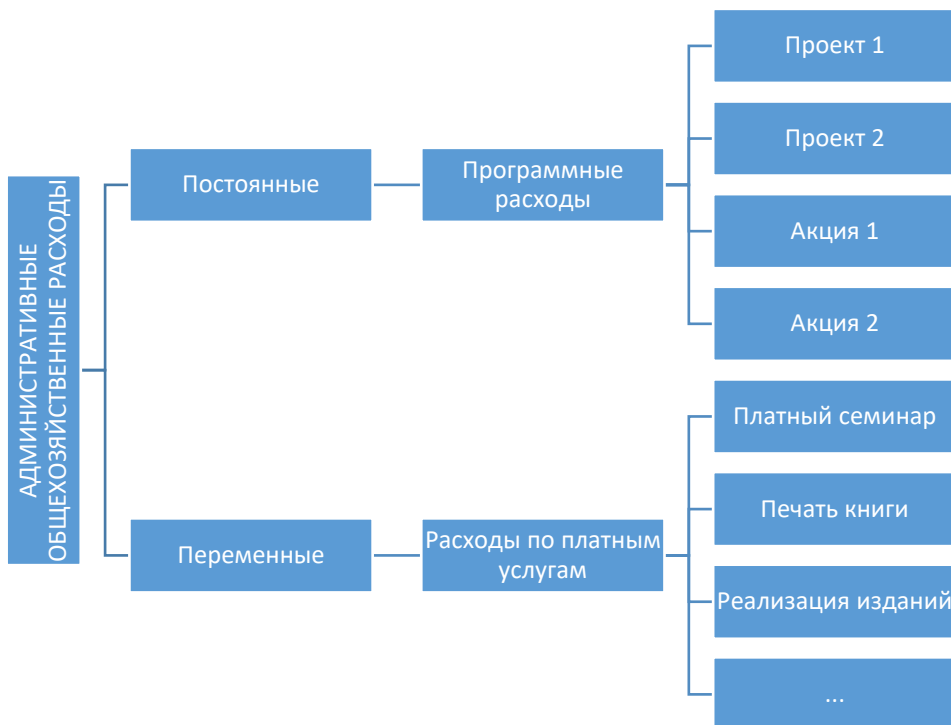 АДМИНИСТРАТИВНЫЕ
ОБЩЕХОЗЯЙСТВЕННЫЕ РАСХОДЫ
Постоянные
Программные
расходы
Проект 1
Проект 2
Акция 1
Акция 2
Переменные
Расходы по платным
услугам
Платный семинар
Печать книги
Реализация изданий
...